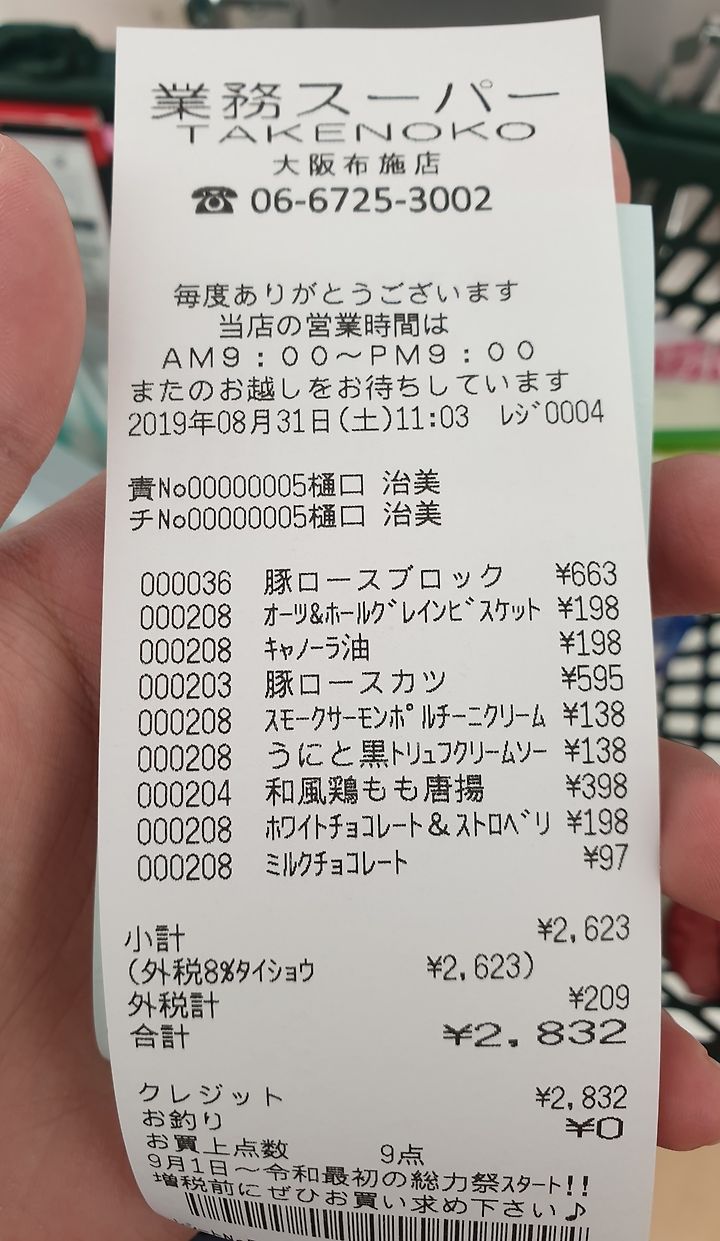 業務スーパー
TAKENOKO
大阪布施店
☎ 06-6725-3002
毎度ありがとうございます
当店の営業時間は
AM9:00～PM9:00
またのお越しをお待ちしています
2019年08月31日(土)11:03 ﾚｼﾞ0004
責No00000005樋口 治美
チNo00000005樋口 治美
000036 豚ロースブロック ¥663
000208 ｵｰﾂ&ﾎｰﾙｸﾞﾚｲﾝﾋﾞｽｹｯﾄ ¥198
000208 ｷｬﾉｰﾗ油 ¥198
000203 豚ロースカツ ¥595
000208 ｽﾓｰｸｻｰﾓﾝﾎﾟﾙﾁｰﾆｸﾘｰﾑ ¥138
000208 うにと黒ﾄﾘｭﾌｸﾘｰﾑｿｰ ¥138
000204 和風鶏もも唐揚 ¥398
000208 ﾎﾜｲﾄﾁｮｺﾚｰﾄ＆ｽﾄﾛﾍﾞﾘ ¥198
000208 ﾐﾙｸﾁｮｺﾚｰﾄ ¥97
小計 ¥2,623
(外税8%ﾀｲｼｮｳ ¥2,623)
外税計 ¥209
合計 ¥2,832
クレジット ¥2,832
お釣り ¥0
お買上点数 9点
9月1日～令和最初の総力祭ｽﾀｰﾄ!!
増税前にぜひお買い求め下さい♪